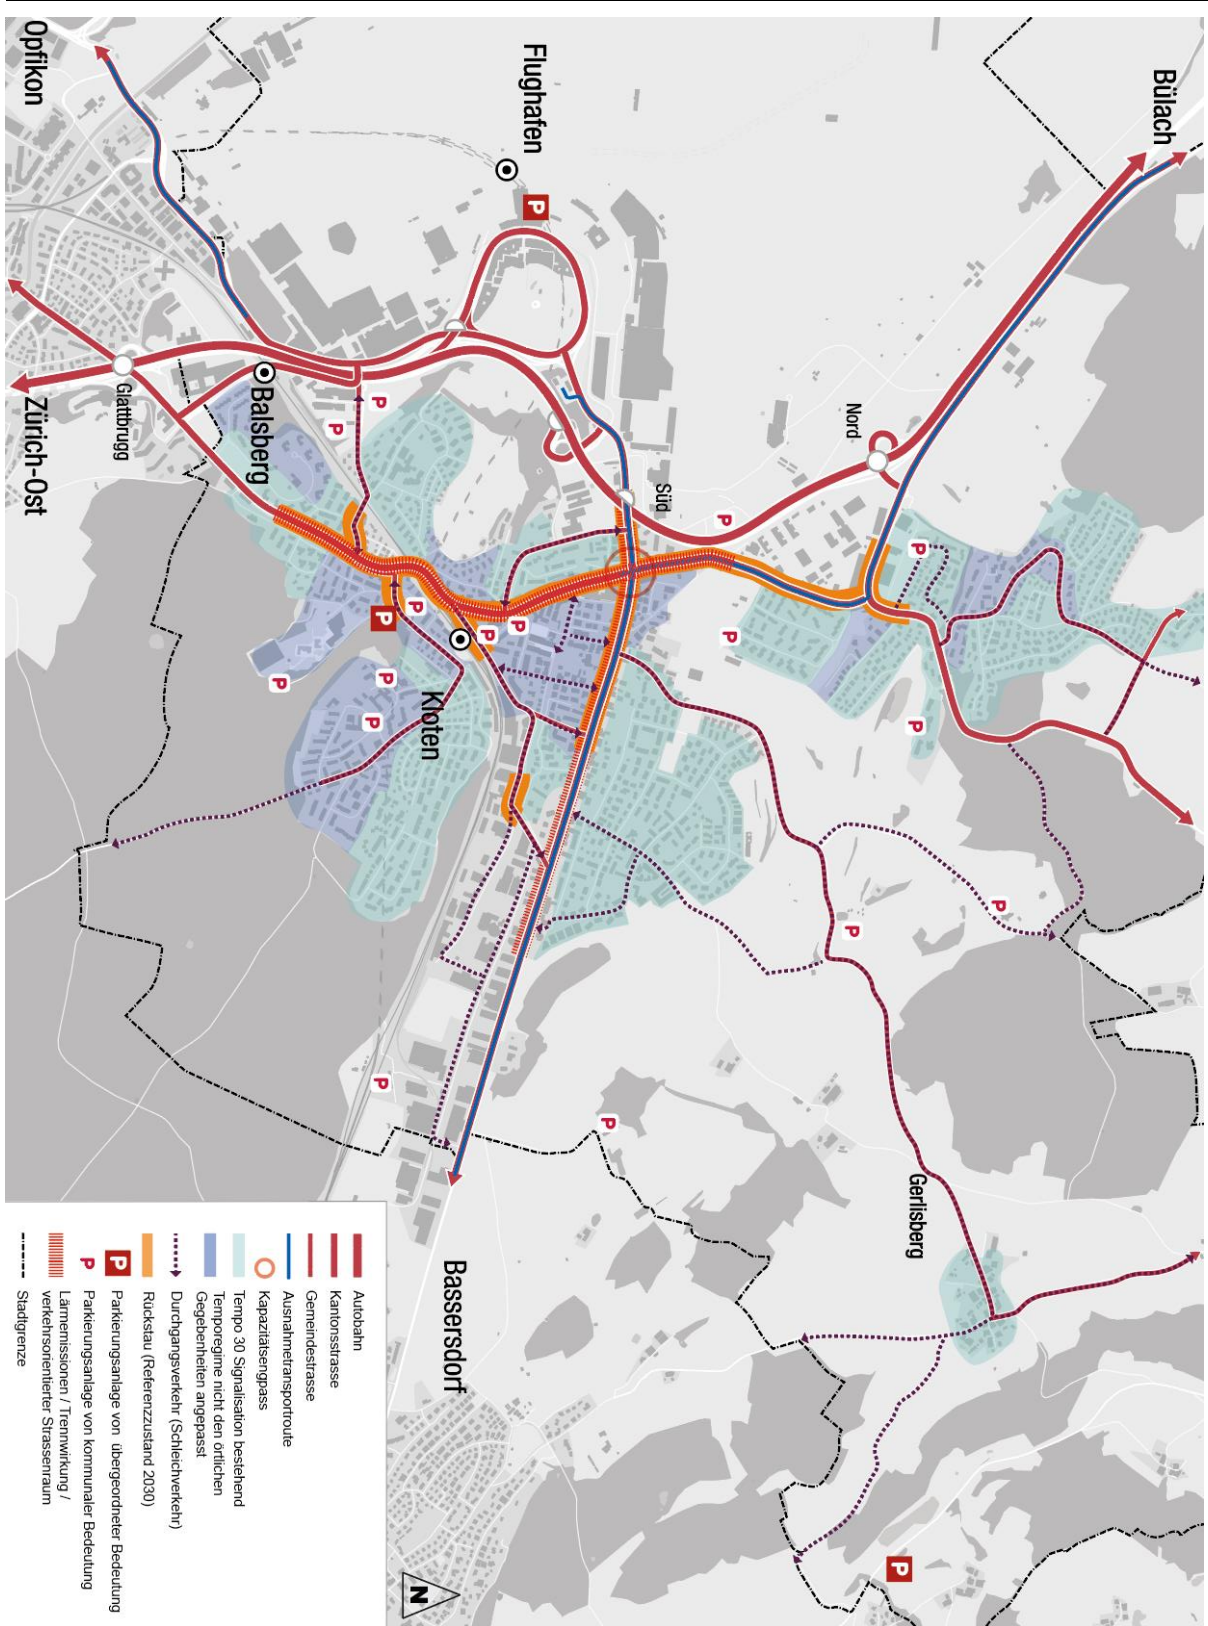 Opfikon
Flughafen
Bülach
P
Zürich-Ost
Glattbrugg
Balsberg
Nord
Süd
P
P
P
P
P
P
P
P
P
P
P
P
P
Kloten
P
P
P
P
Gerlisberg
Bassersdorf
P
Autobahn
Kantonsstrasse
Gemeindestrasse
Ausnahmetransportroute
Kapazitätsengpass
Tempo 30 Signalisation bestehend
Temporegime nicht den örtlichen
Gegebenheiten angepasst
Durchgangsverkehr (Schleichverkehr)
Rückstau (Referenzzustand 2030)
P Parkierungsanlage von übergeordneter Bedeutung
P Parkierungsanlage von kommunaler Bedeutung
Lärmemissionen / Trennwirkung /
verkehrsorientierter Strassenraum
Stadtgrenze
N